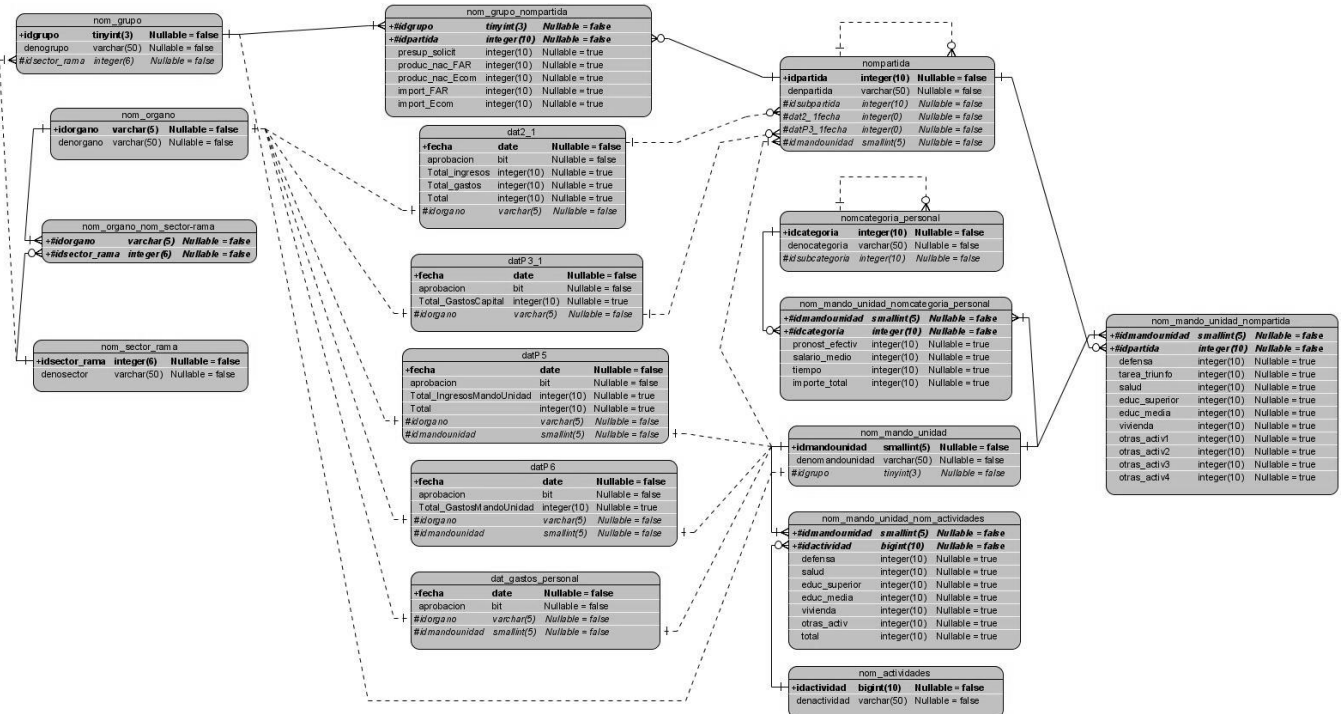 nom_grupo
+idgrupo tinyint(3) Nullable = false
denogrupo varchar(50) Nullable = false
#idsector_rama integer(6) Nullable = false
nom_organo
+idorgano varchar(5) Nullable = false
denorgano varchar(50) Nullable = false
nom_organo_nom_sector-rama
+#idorgano varchar(5) Nullable = false
+#idsector_rama integer(6) Nullable = false
nom_sector_rama
+idsector_rama integer(6) Nullable = false
denosector varchar(50) Nullable = false
nom_grupo_nompartida
+#idgrupo tinyint(3) Nullable = false
+#idpartida integer(10) Nullable = false
presup_solicit integer(10) Nullable = true
produc_nac_FAR integer(10) Nullable = true
produc_nac_Ecom integer(10) Nullable = true
import_FAR integer(10) Nullable = true
import_Ecom integer(10) Nullable = true
dat2_1
+fecha date Nullable = false
aprobacion bit Nullable = false
Total_ingresos integer(10) Nullable = true
Total_gastos integer(10) Nullable = true
Total integer(10) Nullable = true
#idorgano varchar(5) Nullable = false
datP3_1
+fecha date Nullable = false
aprobacion bit Nullable = false
Total_GastosCapital integer(10) Nullable = true
#idorgano varchar(5) Nullable = false
datP5
+fecha date Nullable = false
aprobacion bit Nullable = false
Total_IngresosMandoUnidad integer(10) Nullable = true
Total integer(10) Nullable = true
#idorgano varchar(5) Nullable = false
#idmandounidad smallint(5) Nullable = false
datP6
+fecha date Nullable = false
aprobacion bit Nullable = false
Total_GastosMandoUnidad integer(10) Nullable = true
#idorgano varchar(5) Nullable = false
#idmandounidad smallint(5) Nullable = false
dat_gastos_personal
+fecha date Nullable = false
aprobacion bit Nullable = false
#idorgano varchar(5) Nullable = false
#idmandounidad smallint(5) Nullable = false
nompartida
+idpartida integer(10) Nullable = false
denpartida varchar(50) Nullable = false
#idsubpartida integer(10) Nullable = false
#dat2_1fecha integer(0) Nullable = false
#datP3_1fecha integer(0) Nullable = false
#idmandounidad smallint(5) Nullable = false
nomcategoria_personal
+idcategoria integer(10) Nullable = false
denocategoria varchar(50) Nullable = false
#idsubcategoria integer(10) Nullable = false
nom_mando_unidad_nomcategoria_personal
+#idmandounidad smallint(5) Nullable = false
+#idcategoria integer(10) Nullable = false
pronost_efectiv integer(10) Nullable = true
salario_medio integer(10) Nullable = true
tiempo integer(10) Nullable = true
importe_total integer(10) Nullable = true
nom_mando_unidad
+idmandounidad smallint(5) Nullable = false
denomandounidad varchar(50) Nullable = false
#idgrupo tinyint(3) Nullable = false
nom_mando_unidad_nom_actividades
+#idmandounidad smallint(5) Nullable = false
+#idactividad bigint(10) Nullable = false
defensa integer(10) Nullable = true
salud integer(10) Nullable = true
educ_superior integer(10) Nullable = true
educ_media integer(10) Nullable = true
vivienda integer(10) Nullable = true
otras_activ integer(10) Nullable = true
total integer(10) Nullable = true
nom_actividades
+idactividad bigint(10) Nullable = false
denactividad varchar(50) Nullable = false
nom_mando_unidad_nompartida
+#idmandounidad smallint(5) Nullable = false
+#idpartida integer(10) Nullable = false
defensa integer(10) Nullable = true
tarea_triunfo integer(10) Nullable = true
salud integer(10) Nullable = true
educ_superior integer(10) Nullable = true
educ_media integer(10) Nullable = true
vivienda integer(10) Nullable = true
otras_activ1 integer(10) Nullable = true
otras_activ2 integer(10) Nullable = true
otras_activ3 integer(10) Nullable = true
otras_activ4 integer(10) Nullable = true